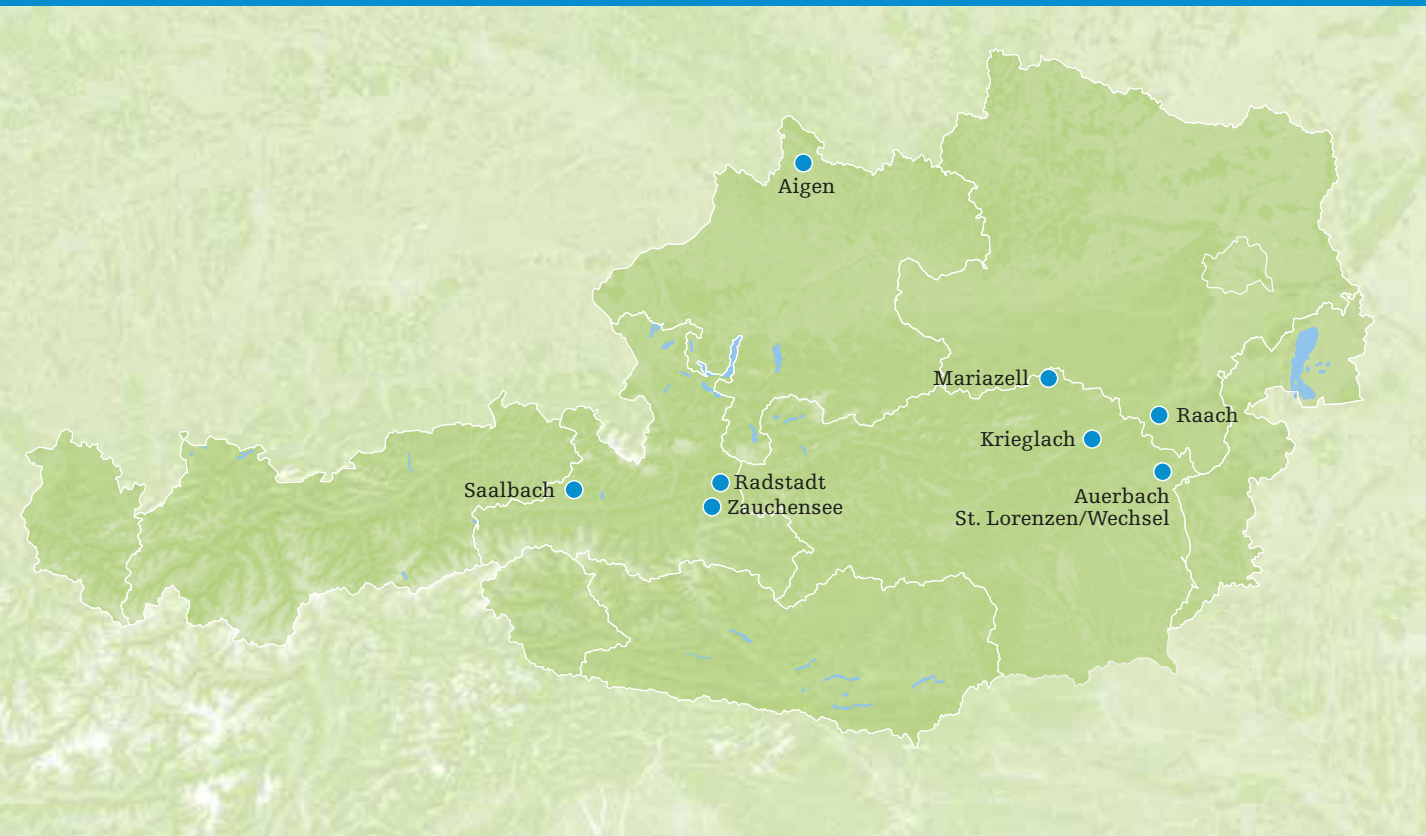 Aigen
Mariazell
Raach
Krieglach
Radstadt
Saalbach
Auerbach
St. Lorenzen/Wechsel
Zauchensee